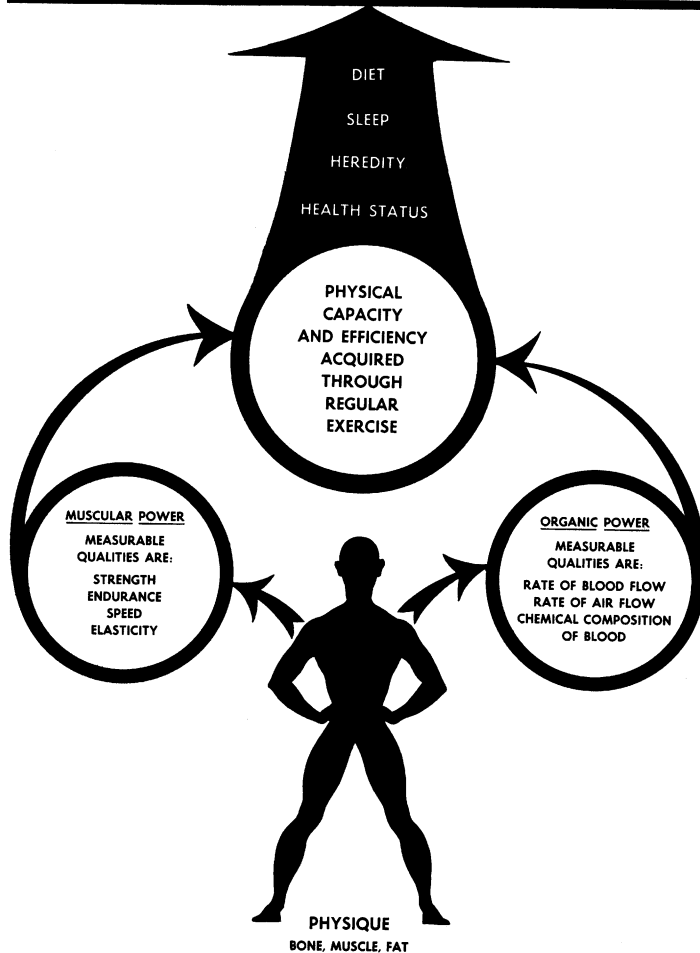 DIET
SLEEP
HEREDITY
HEALTH STATUS
PHYSICAL
CAPACITY
AND EFFICIENCY
ACQUIRED
THROUGH
REGULAR
EXERCISE
MUSCULAR POWER
MEASURABLE
QUALITIES ARE:
STRENGTH
ENDURANCE
SPEED
ELASTICITY
ORGANIC POWER
MEASURABLE
QUALITIES ARE:
RATE OF BLOOD FLOW
RATE OF AIR FLOW
CHEMICAL COMPOSITION
OF BLOOD
PHYSIQUE
BONE, MUSCLE, FAT